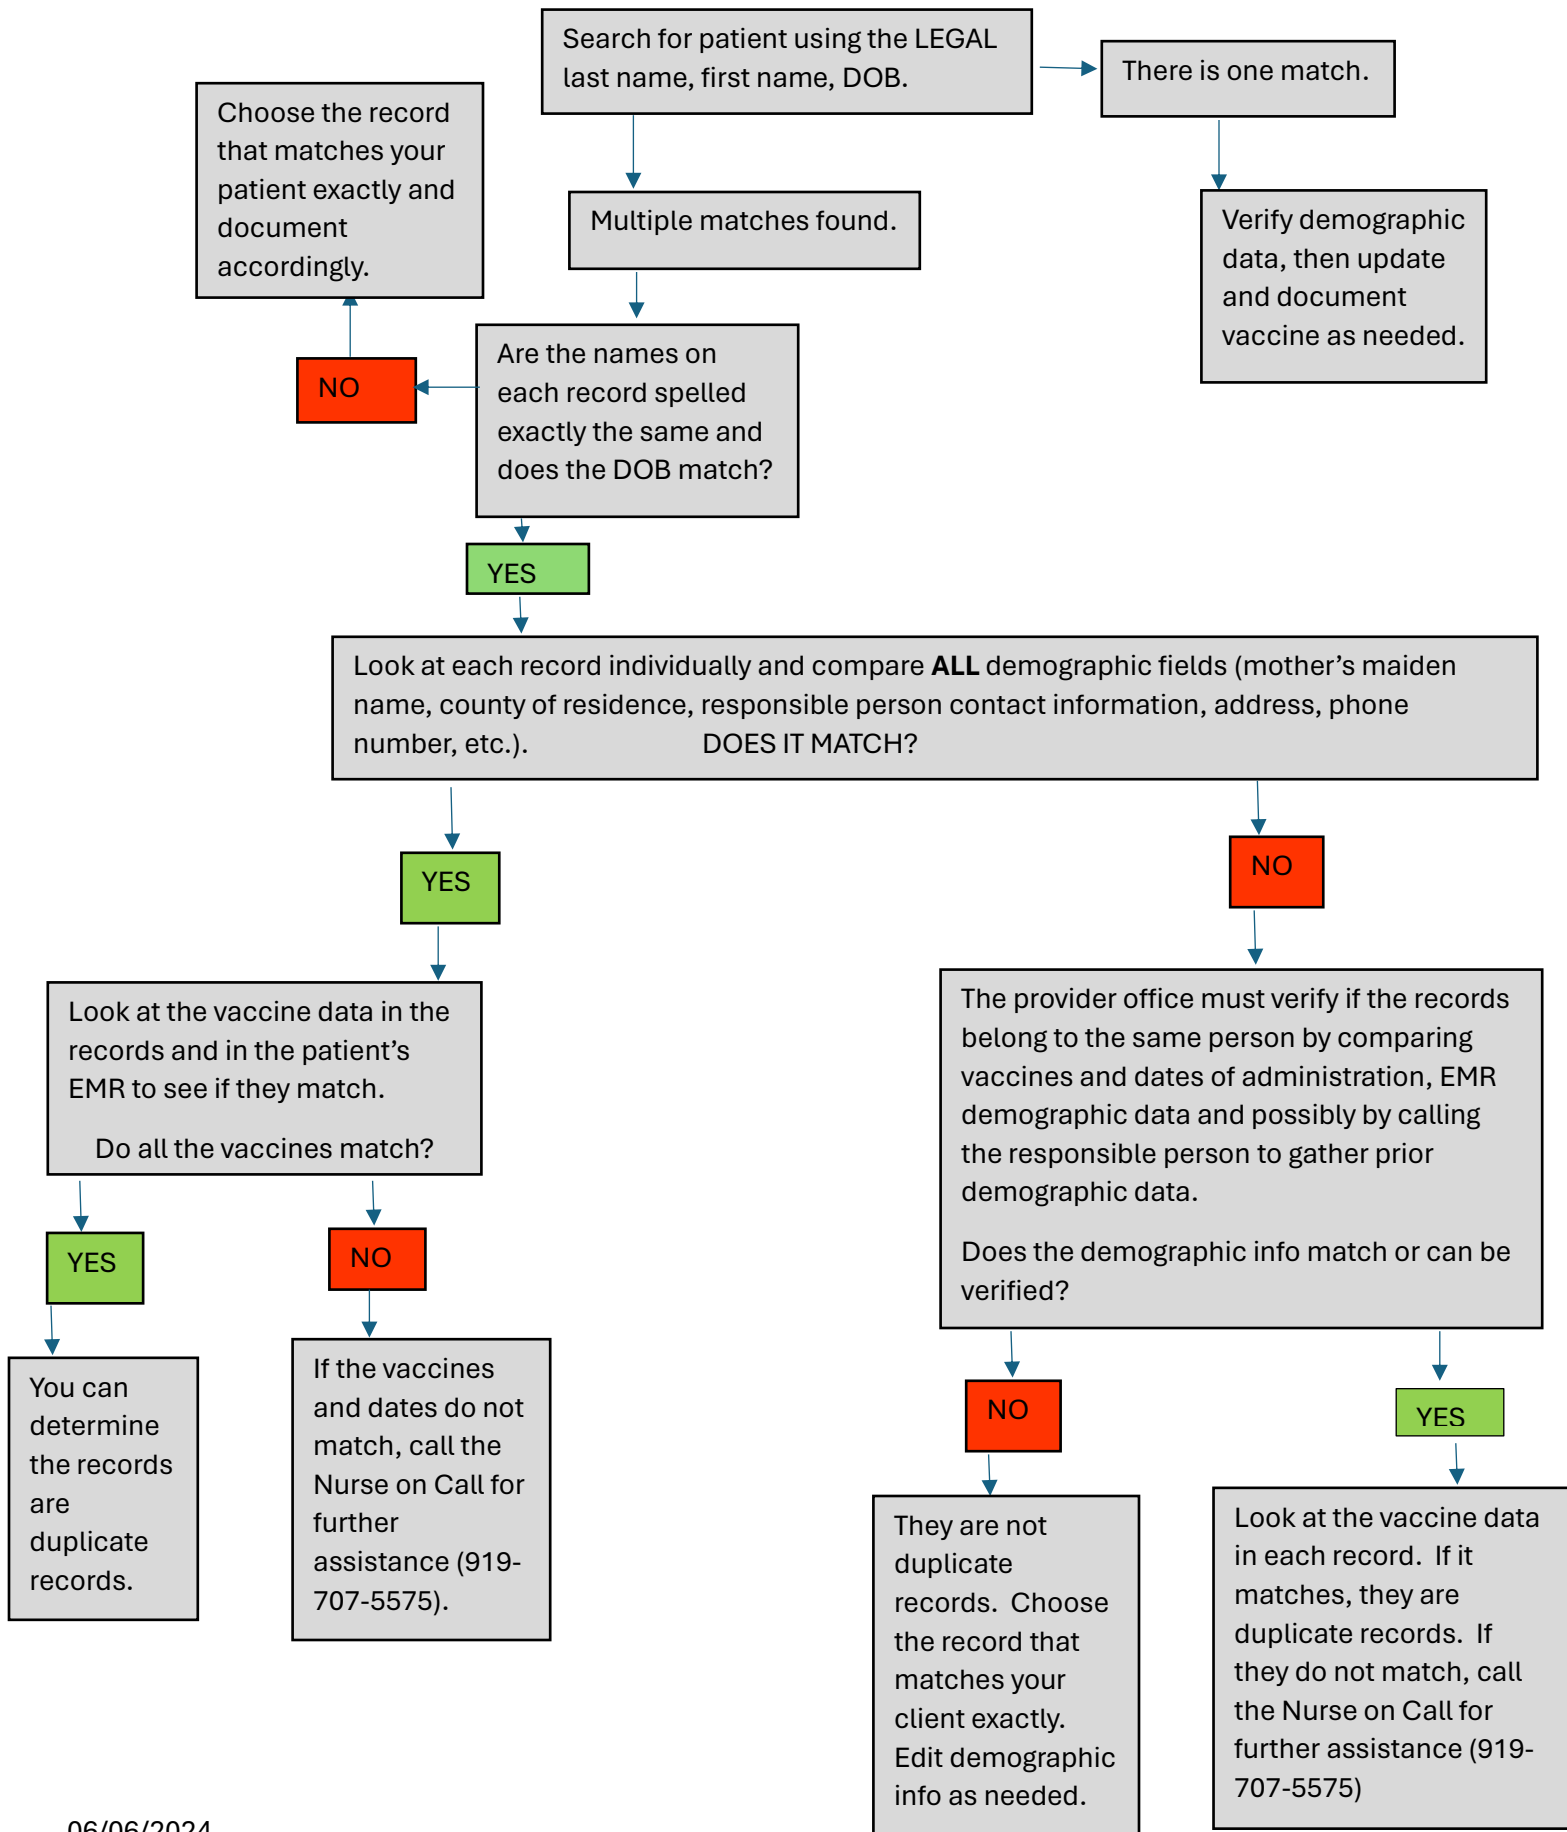 Search for patient using the LEGAL
last name, first name, DOB.
There is one match.
Choose the record
that matches your
patient exactly and
document
accordingly.
Multiple matches found.
Verify demographic
data, then update
and document
vaccine as needed.
Are the names on
each record spelled
exactly the same and
does the DOB match?
NO
YES
Look at each record individually and compare ALL demographic fields (mother’s maiden
name, county of residence, responsible person contact information, address, phone
number, etc.). DOES IT MATCH?
YES
NO
Look at the vaccine data in the
records and in the patient’s
EMR to see if they match.
Do all the vaccines match?
The provider office must verify if the records
belong to the same person by comparing
vaccines and dates of administration, EMR
demographic data and possibly by calling
the responsible person to gather prior
demographic data.
Does the demographic info match or can be
verified?
YES
NO
You can
determine
the records
are
duplicate
records.
If the vaccines
and dates do not
match, call the
Nurse on Call for
further
assistance (919-
707-5575).
NO
YES
They are not
duplicate
records. Choose
the record that
matches your
client exactly.
Edit demographic
info as needed.
Look at the vaccine data
in each record. If it
matches, they are
duplicate records. If
they do not match, call
the Nurse on Call for
further assistance (919-
707-5575)
06/06/2024